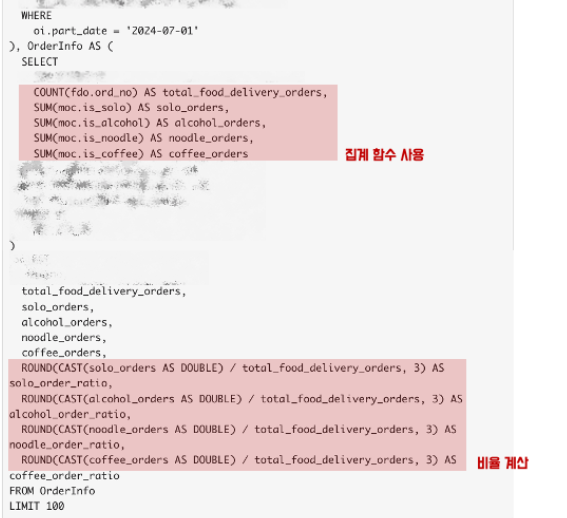 WHERE
oi.part_date = '2024-07-01'
), OrderInfo AS (
SELECT
COUNT(fdo.ord_no) AS total_food_delivery_orders,
SUM(moc.is_solo) AS solo_orders,
SUM(moc.is_alcohol) AS alcohol_orders,
SUM(moc.is_noodle) AS noodle_orders,
SUM(moc.is_coffee) AS coffee_orders
집계 함수 사용
)
total_food_delivery_orders,
solo_orders,
alcohol_orders,
noodle_orders,
coffee_orders,
ROUND(CAST(solo_orders AS DOUBLE) / total_food_delivery_orders, 3) AS
solo_order_ratio,
ROUND(CAST(alcohol_orders AS DOUBLE) / total_food_delivery_orders, 3) AS
alcohol_order_ratio,
ROUND(CAST(noodle_orders AS DOUBLE) / total_food_delivery_orders, 3) AS
noodle_order_ratio,
ROUND(CAST(coffee_orders AS DOUBLE) / total_food_delivery_orders, 3) AS
비율 계산
coffee_order_ratio
FROM OrderInfo
LIMIT 100